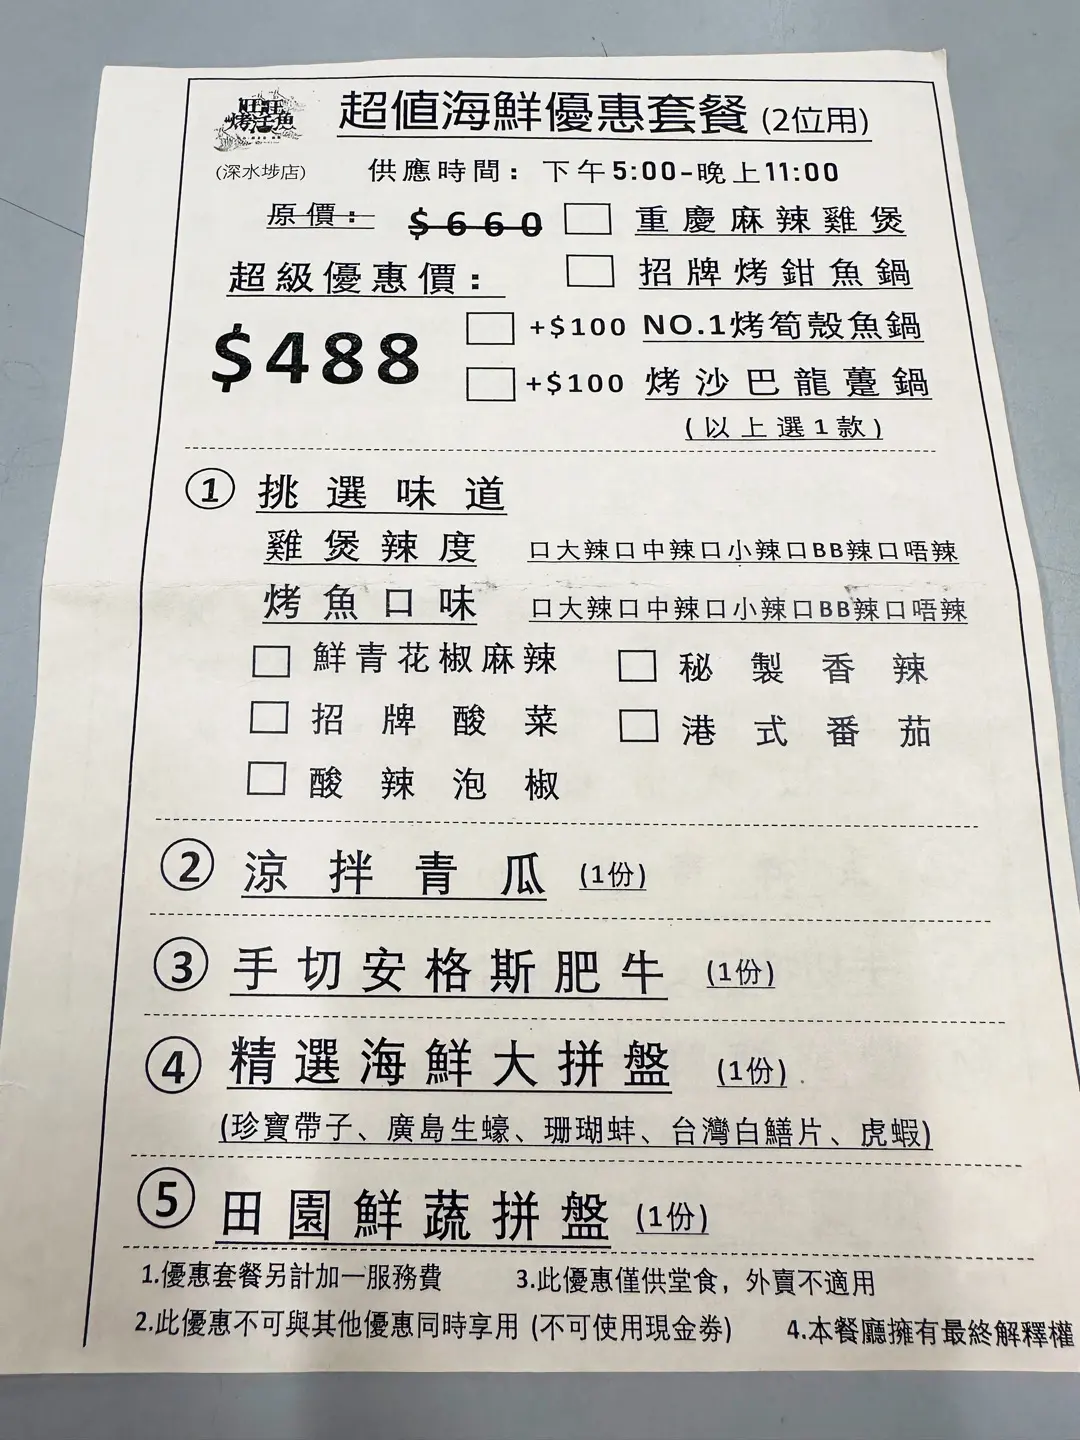 旺旺
烤活魚
超值海鮮優惠套餐 (2位用)
(深水埗店)
供應時間：下午5:00-晚上11:00
原價： $660
□ 重慶麻辣雞煲
超級優惠價：
□ 招牌烤鉗魚鍋
$488
□ +$100 NO.1烤筍殼魚鍋
□ +$100 烤沙巴龍躉鍋
(以上選1款)
① 挑選味道
雞煲辣度 口大辣口中辣口小辣口BB辣口唔辣
烤魚口味 口大辣口中辣口小辣口BB辣口唔辣
□ 鮮青花椒麻辣 □ 秘製香辣
□ 招牌酸菜 □ 港式番茄
□ 酸辣泡椒
② 涼拌青瓜 (1份)
③ 手切安格斯肥牛 (1份)
④ 精選海鮮大拼盤 (1份)
(珍寶帶子、廣島生蠔、珊瑚蚌、台灣白鱔片、虎蝦)
⑤ 田園鮮蔬拼盤 (1份)
1.優惠套餐另計加一服務費 3.此優惠僅供堂食，外賣不適用
2.此優惠不可與其他優惠同時享用 (不可使用現金劵) 4.本餐廳擁有最終解釋權